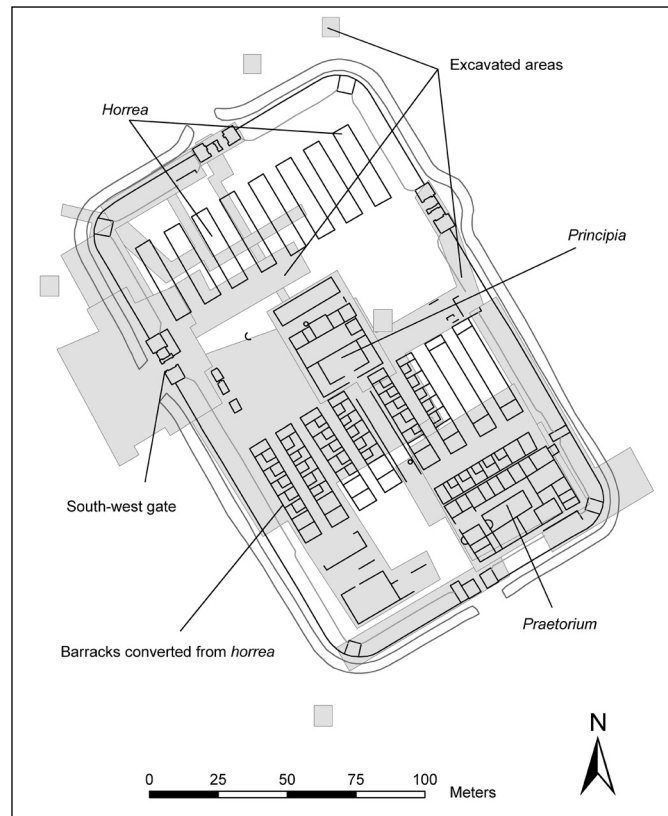 Excavated areas
Horrea
Principia
South-west gate
Praetorium
Barracks converted from horrea
N
0 25 50 75 100
Meters